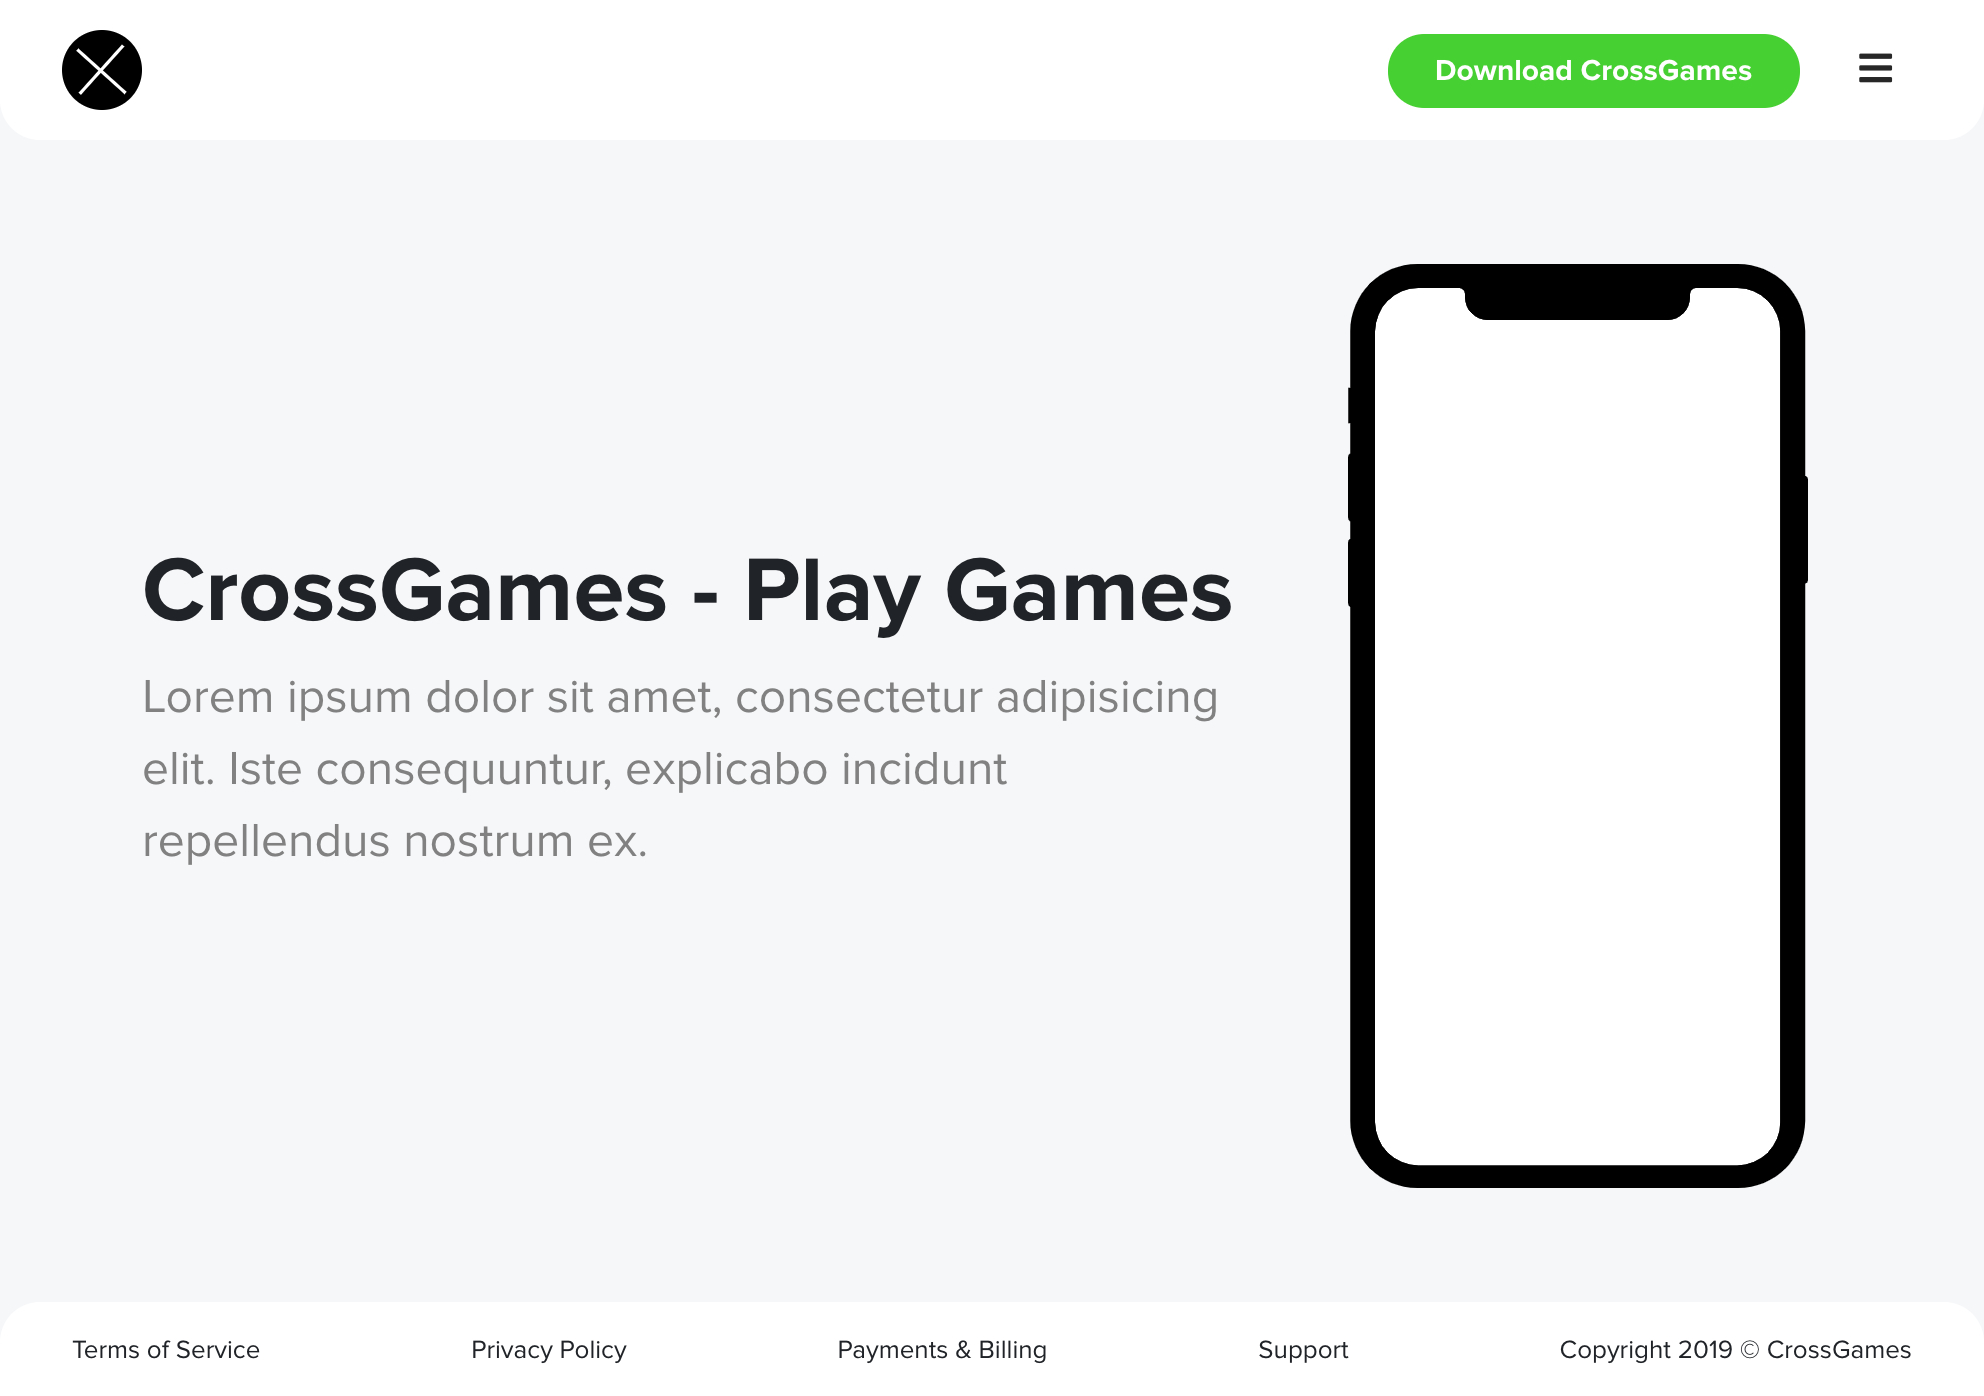 Download CrossGames
CrossGames - Play Games
Lorem ipsum dolor sit amet, consectetur adipisicing
elit. Iste consequuntur, explicabo incidunt
repellendus nostrum ex.
Terms of Service
Privacy Policy
Payments & Billing
Support
Copyright 2019 © CrossGames